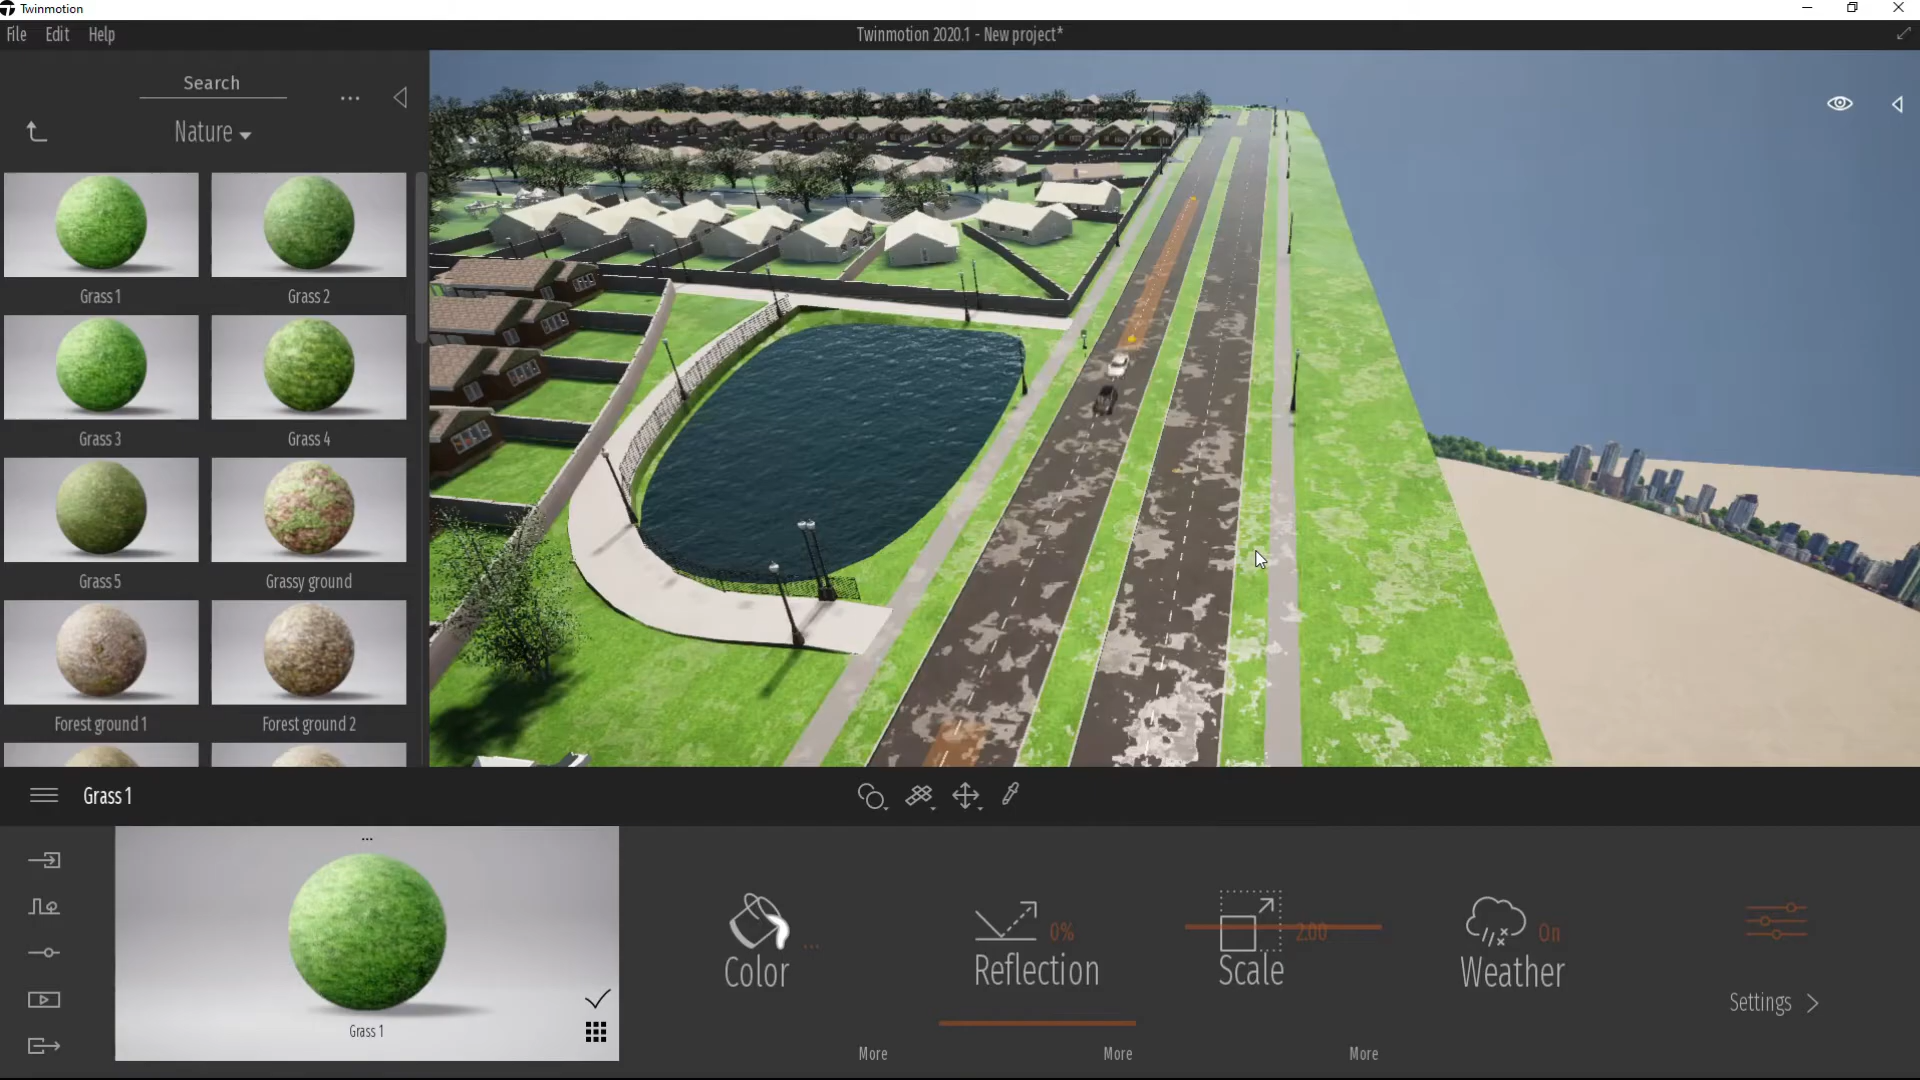 Twinmotion
File Edit Help
Twinmotion 2020.1 - New project*
Search
...
Nature
Grass 1
Grass 2
Grass 3
Grass 4
Grass 5
Grassy ground
Forest ground 1
Forest ground 2
Grass 1
...
Grass 1
Color
...
More
0%
Reflection
More
2.00
Scale
More
On
Weather
Settings